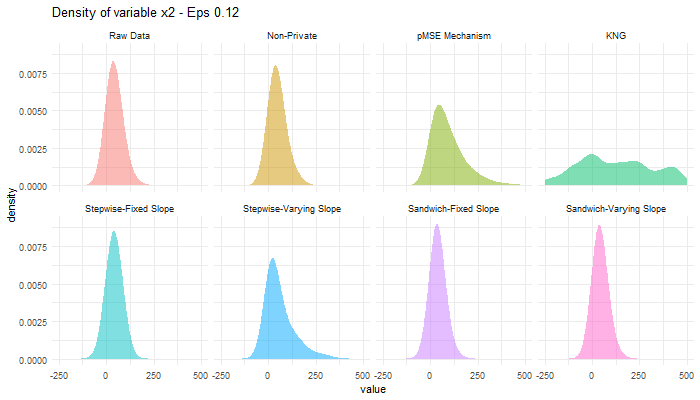 Density of variable x2 - Eps 0.12
Raw Data
Non-Private
pMSE Mechanism
KNG
0.0075
0.0050
0.0025
0.0000
density
Stepwise-Fixed Slope
Stepwise-Varying Slope
Sandwich-Fixed Slope
Sandwich-Varying Slope
0.0075
0.0050
0.0025
0.0000
-250 0 250 500 -250 0 250 500 -250 0 250 500 -250 0 250 500
value